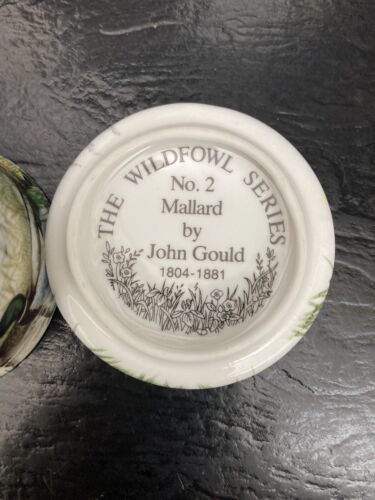 THE WILDFOWL SERIES
No. 2
Mallard
by
John Gould
1804-1881